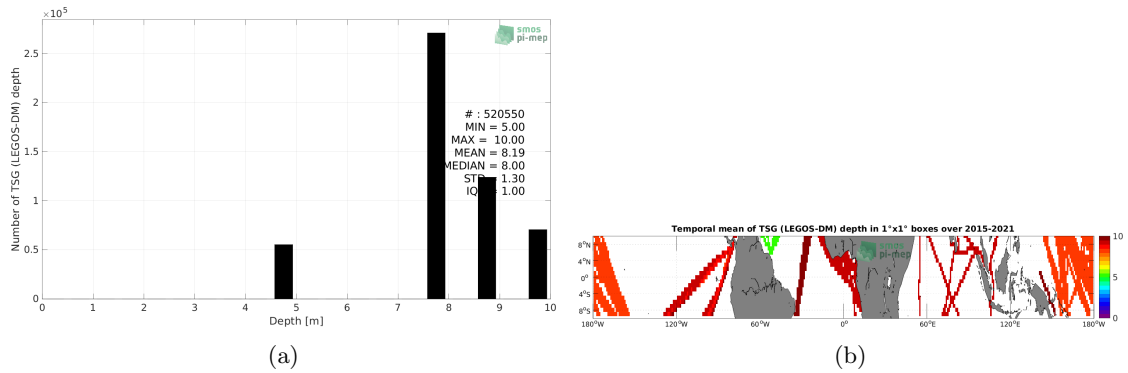 ×10⁵
smos
pi-mep
2.5
2
1.5
1
0.5
0
Number of TSG (LEGOS-DM) depth
# : 520550
MIN = 5.00
MAX = 10.00
MEAN = 8.19
MEDIAN = 8.00
= 1.30
= 1.00
0 1 2 3 4 5 6 7 8 9 10
Depth [m]
(a)
Temporal mean of TSG (LEGOS-DM) depth in 1°x1° boxes over 2015-2021
smos
pi-mep
8°N
4°N
0°
4°S
8°S
180°W 120°W 60°W 0° 60°E 120°E 180°W
10
5
0
(b)